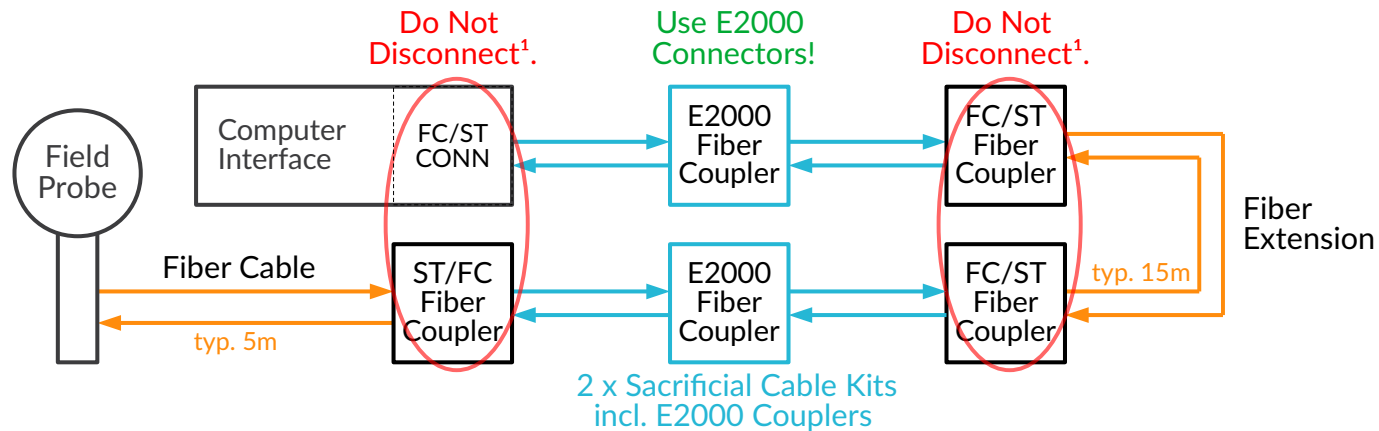 Do Not
Disconnect¹.
Use E2000
Connectors!
Do Not
Disconnect¹.
Field
Probe
Computer
Interface
FC/ST
CONN
E2000
Fiber
Coupler
FC/ST
Fiber
Coupler
Fiber
Extension
Fiber Cable
typ. 5m
ST/FC
Fiber
Coupler
E2000
Fiber
Coupler
FC/ST
Fiber
Coupler
typ. 15m
2 x Sacrificial Cable Kits
incl. E2000 Couplers